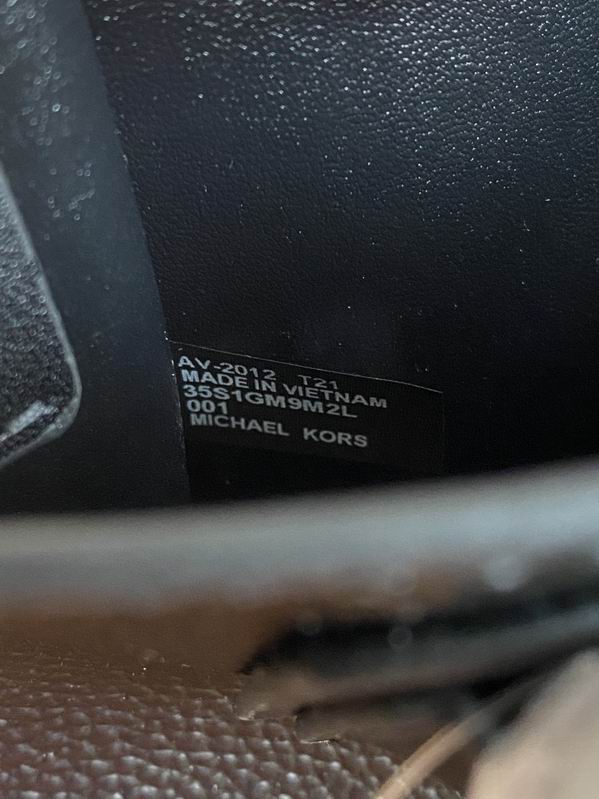 AV-2012 T21
MADE IN VIETNAM
35S1GM9M2L
001
MICHAEL KORS